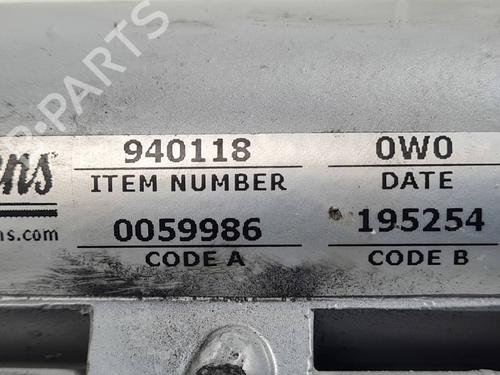 940118 0W0
ITEM NUMBER DATE
0059986 195254
CODE A CODE B